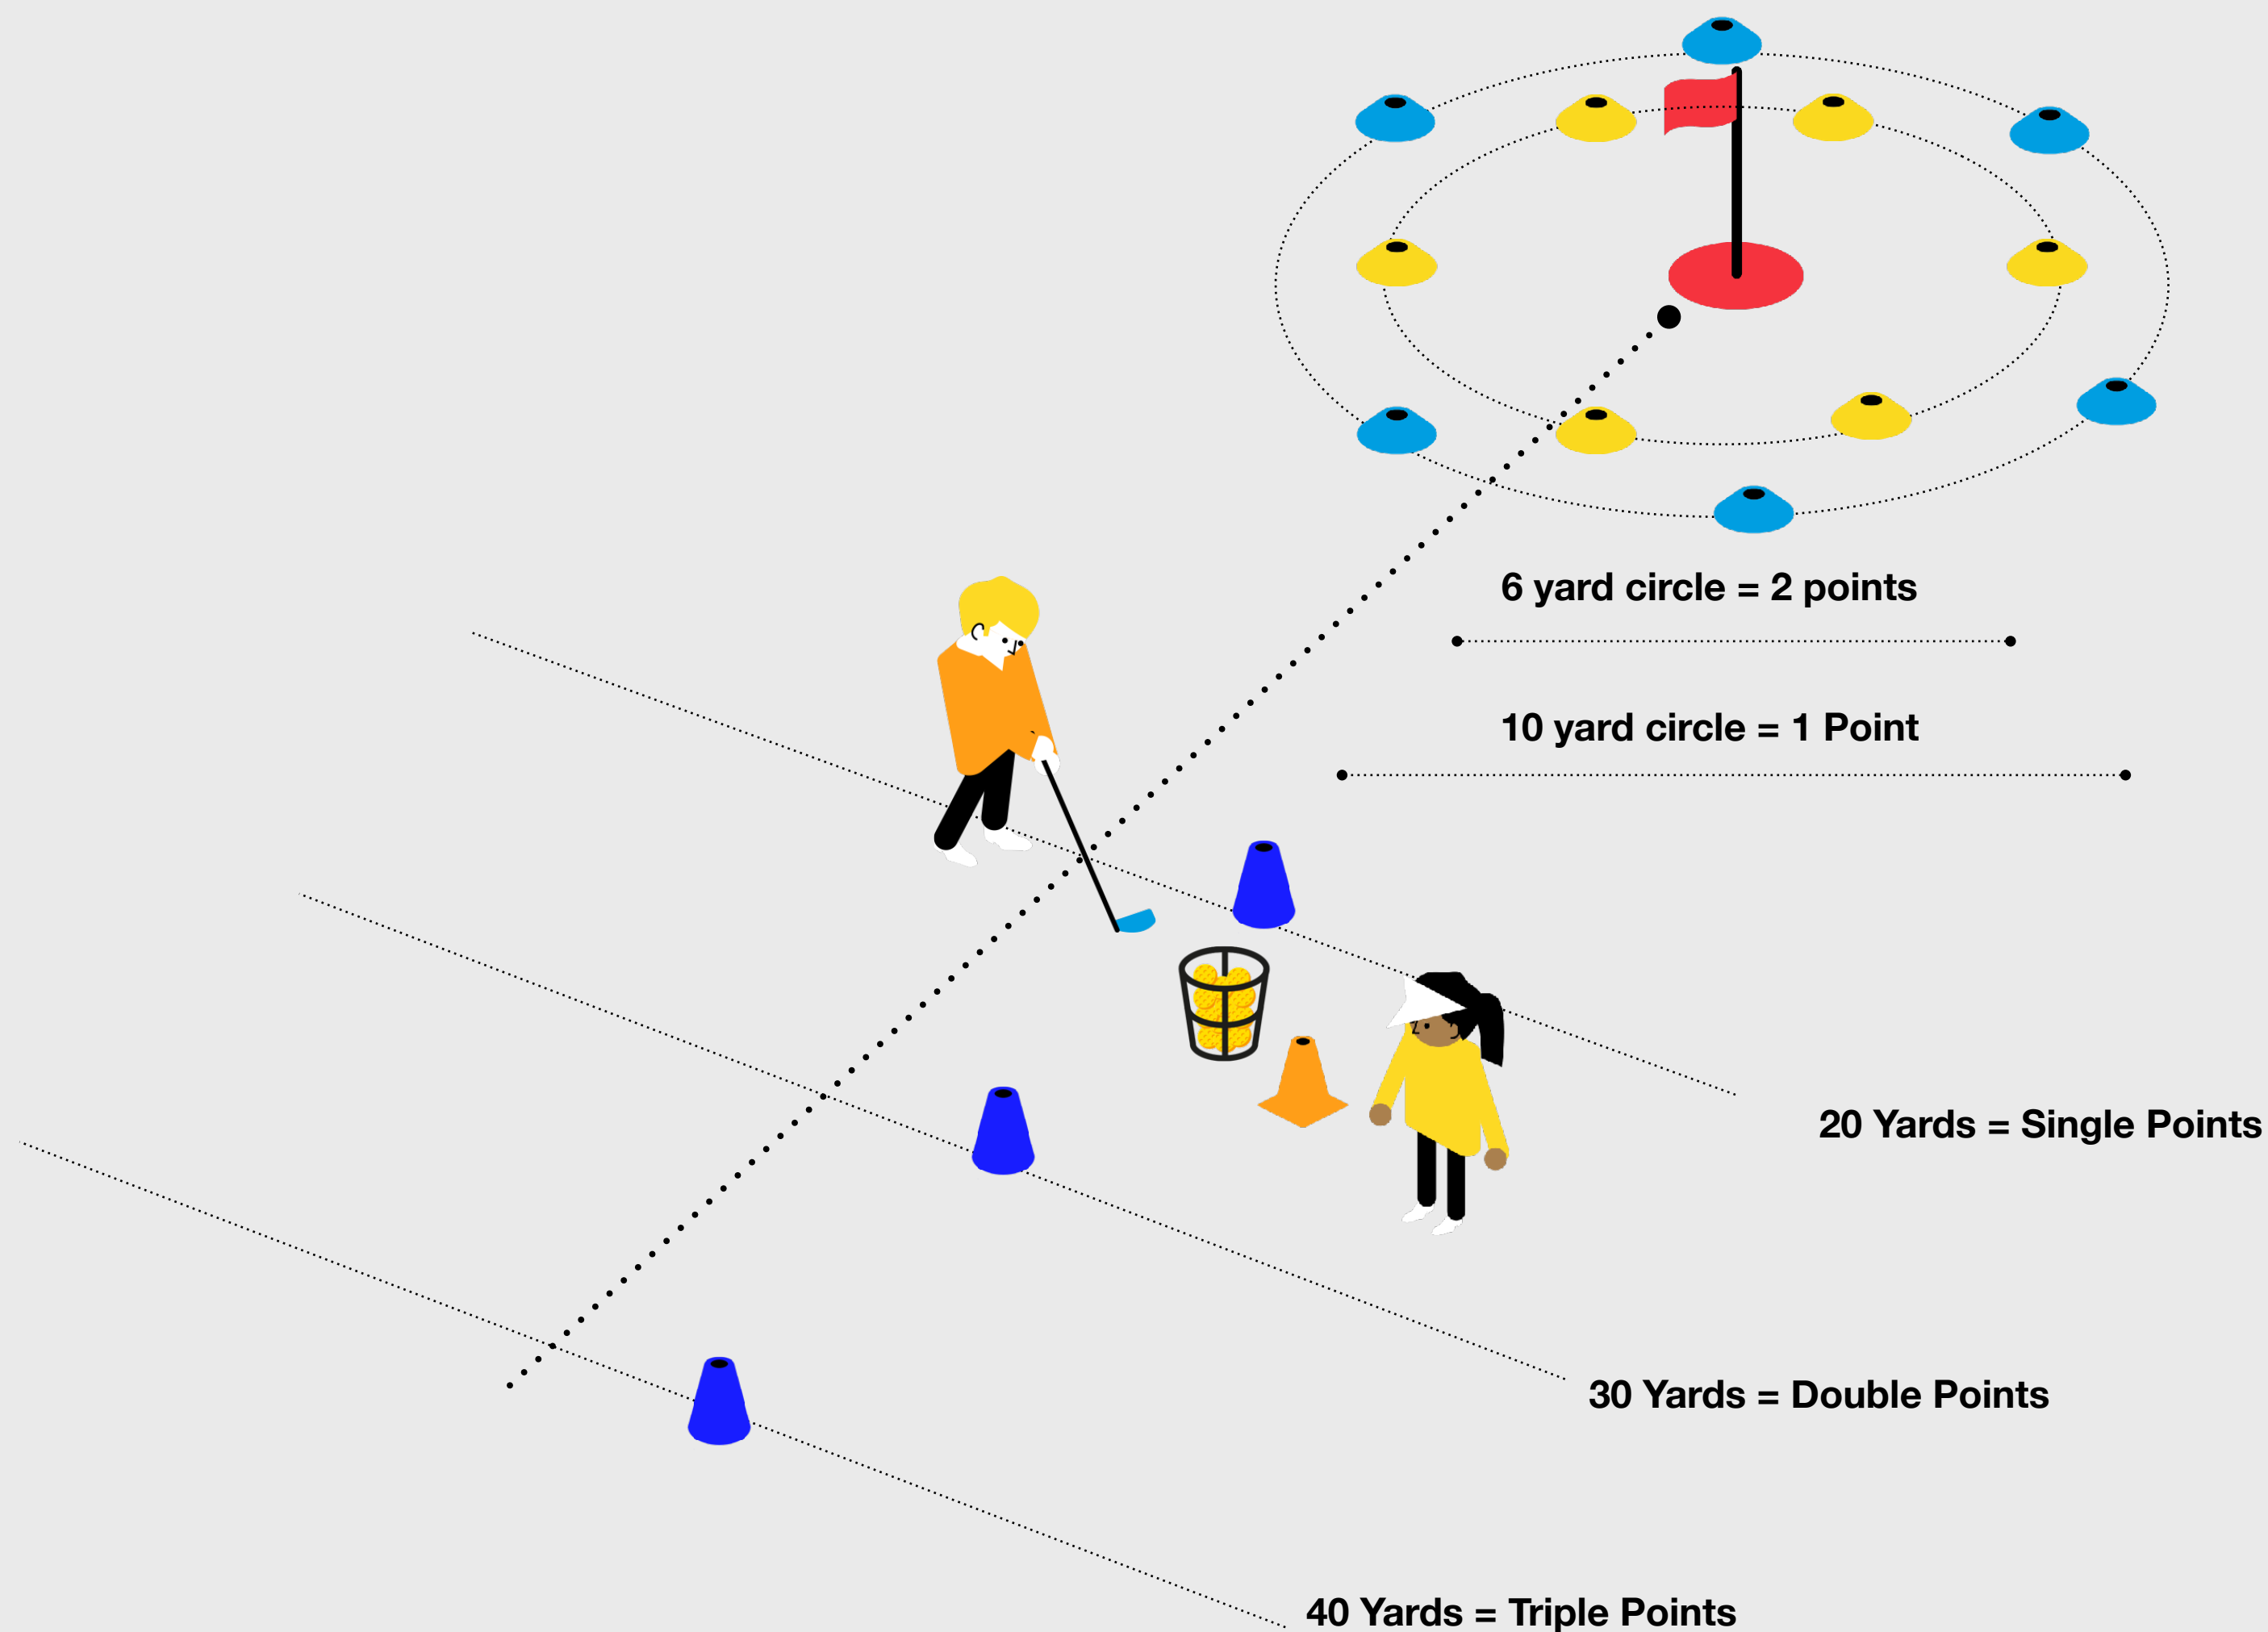 6 yard circle = 2 points
10 yard circle = 1 Point
20 Yards = Single Points
30 Yards = Double Points
40 Yards = Triple Points